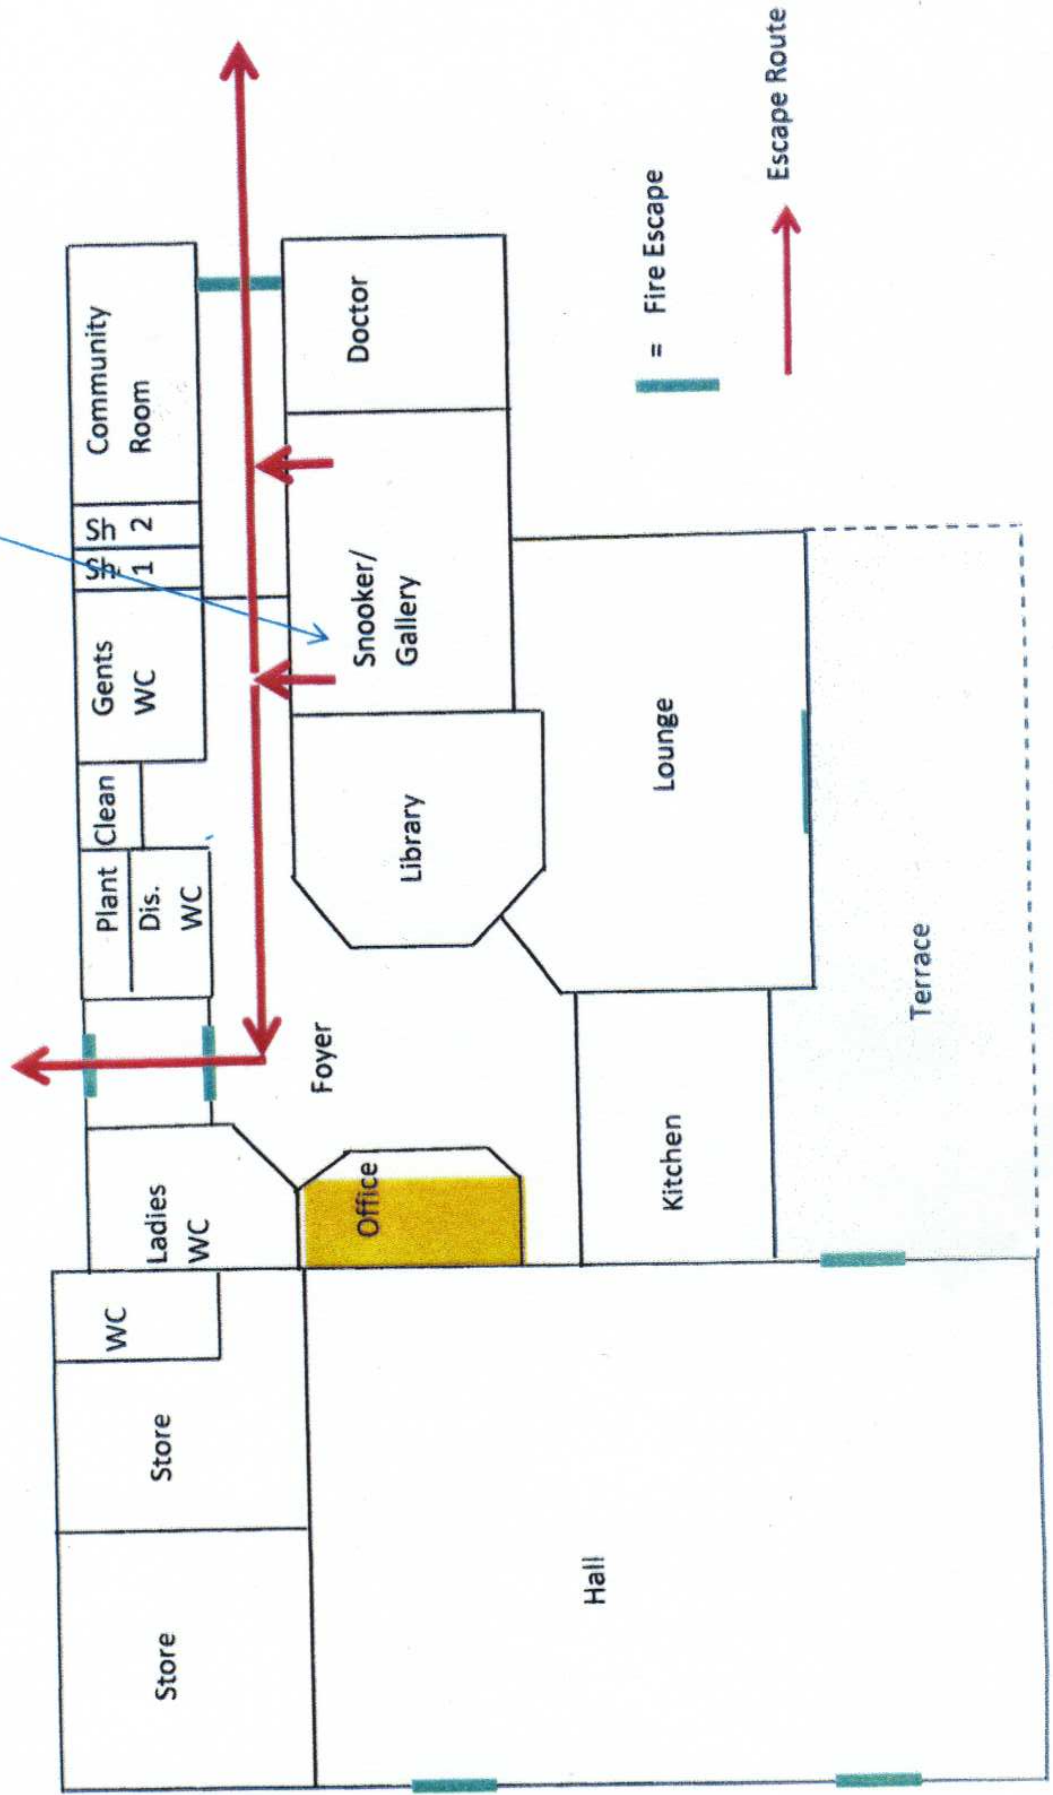 Store
Store
WC
Ladies
WC
Plant
Dis.
WC
Clean
Gents
WC
Sh
1
Sh
2
Community
Room
Office
Foyer
Library
Snooker/
Gallery
Doctor
Hall
Kitchen
Lounge
Terrace
= Fire Escape
Escape Route